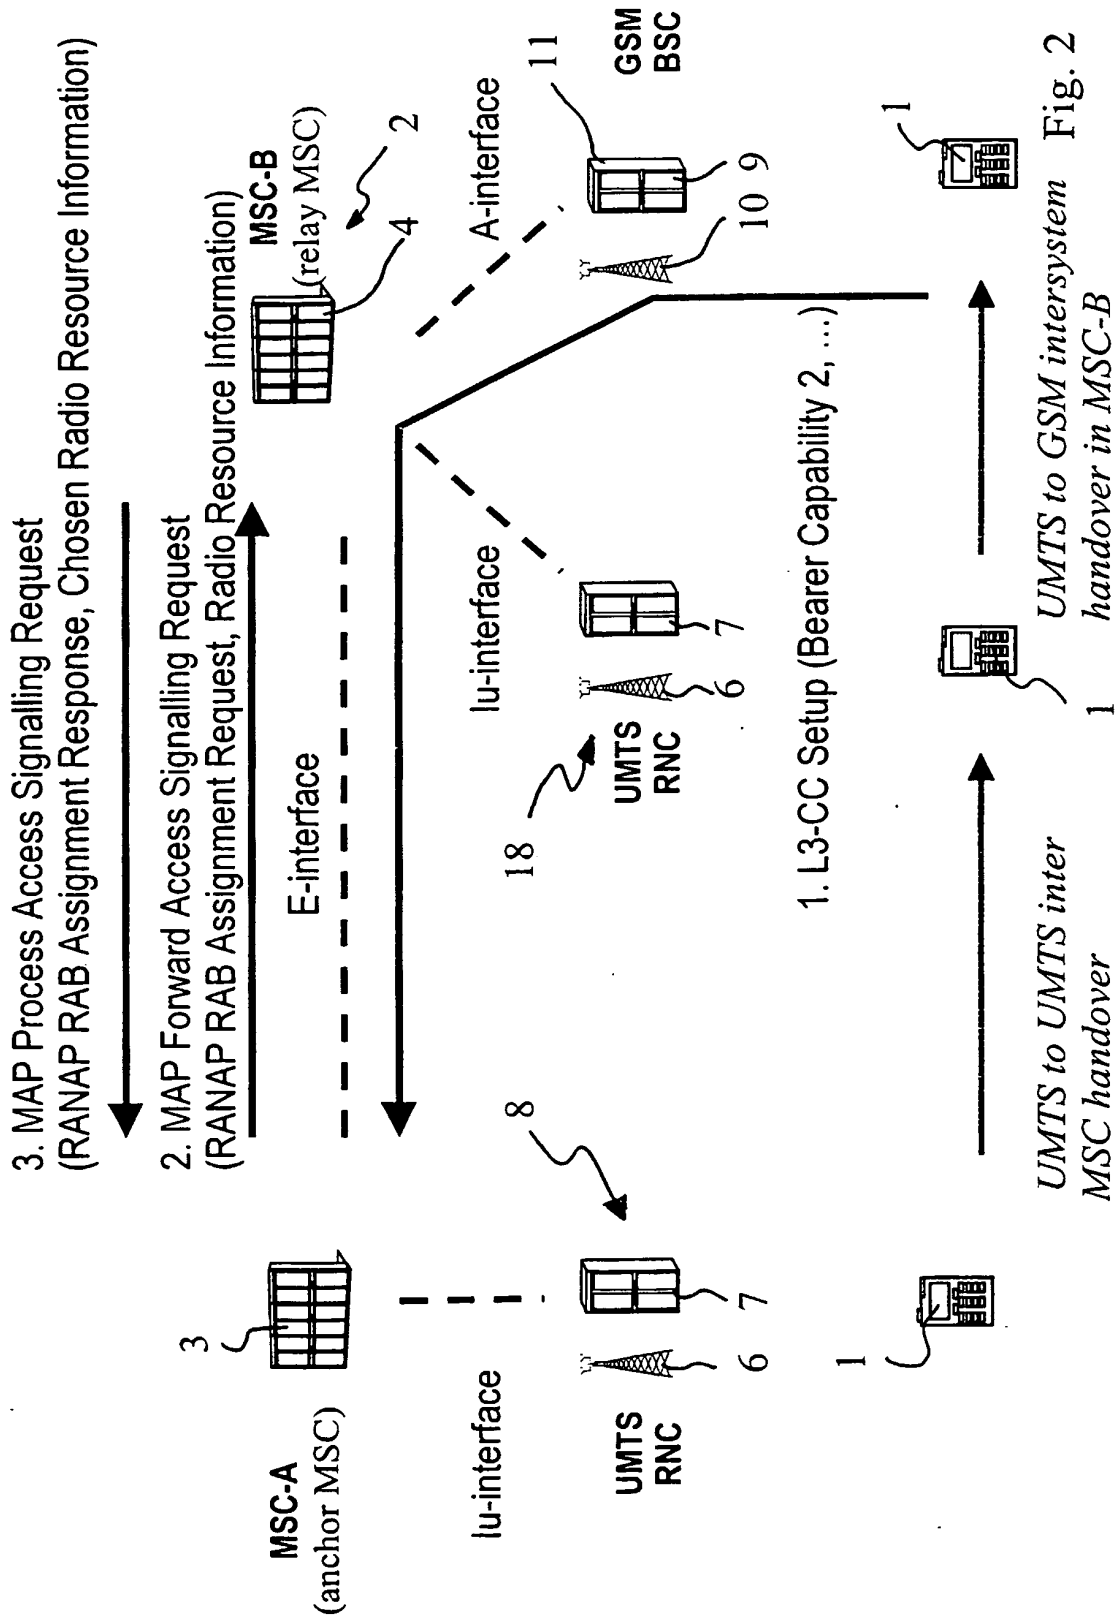 3. MAP Process Access Signalling Request
(RANAP RAB Assignment Response, Chosen Radio Resource Information)
2. MAP Forward Access Signalling Request
(RANAP RAB Assignment Request, Radio Resource Information)
E-interface
MSC-A
(anchor MSC)
3
MSC-B
(relay MSC)
2
4
Iu-interface
8
Iu-interface
A-interface
18
11
UMTS
RNC
6
7
UMTS
RNC
6
7
10
9
GSM
BSC
1. L3-CC Setup (Bearer Capability 2, ...)
1
1
1
UMTS to UMTS inter
MSC handover
UMTS to GSM intersystem
handover in MSC-B
Fig. 2